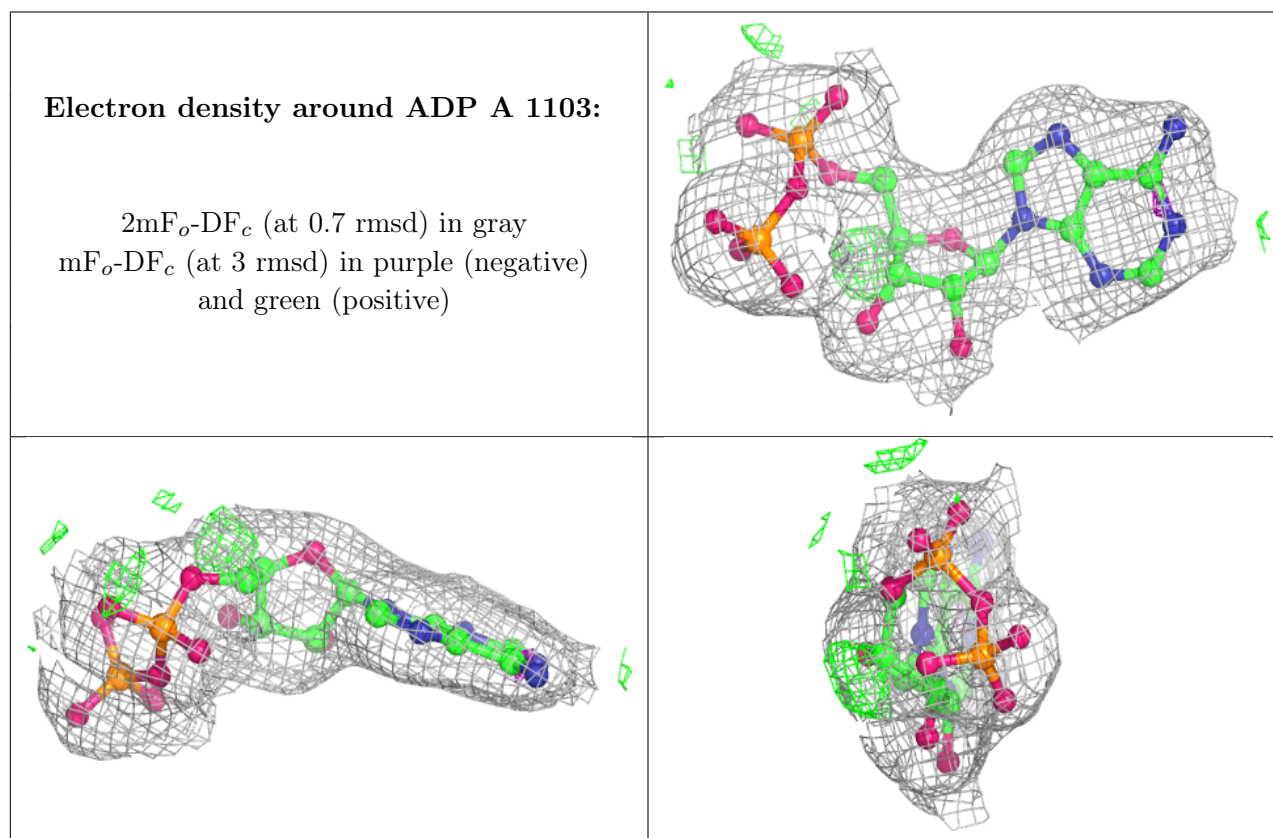 Electron density around ADP A 1103:
2mFo-DFc (at 0.7 rmsd) in gray
mFo-DFc (at 3 rmsd) in purple (negative)
and green (positive)